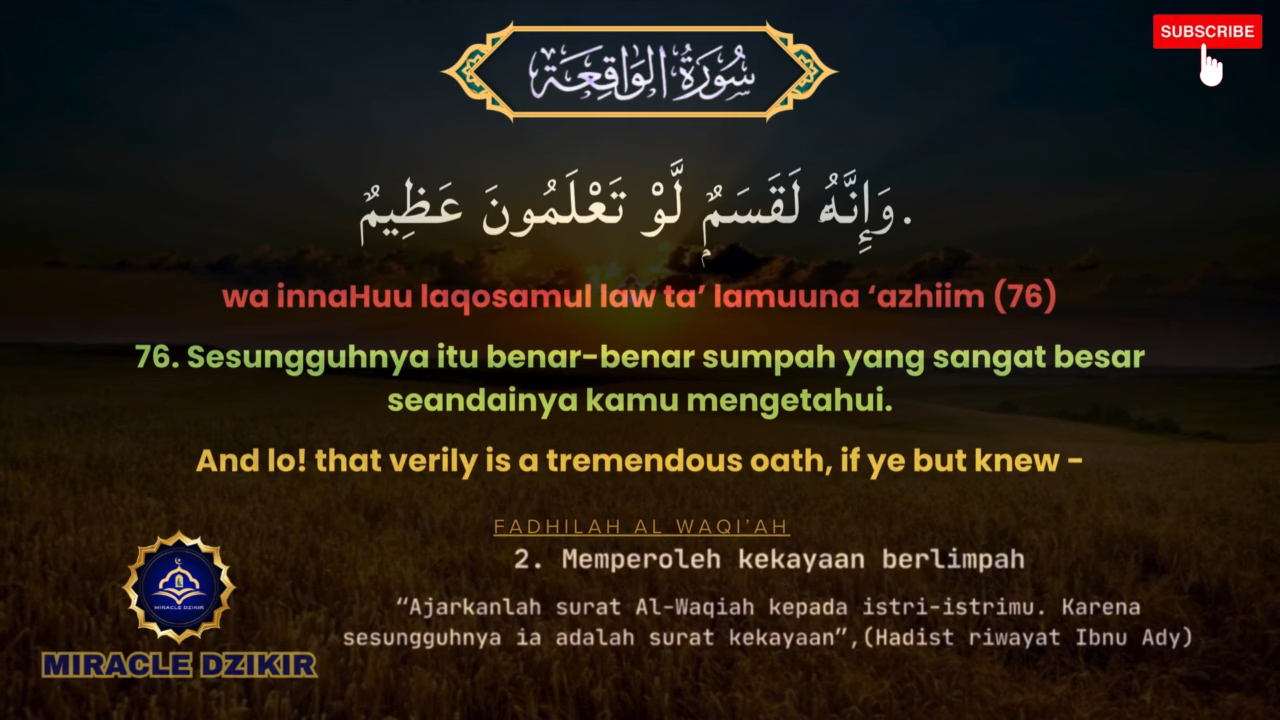 SUBSCRIBE
سُورَةُ الوَاقِعَة
وَإِنَّهُۥ لَقَسَمٌۭ لَّوْ تَعْلَمُونَ عَظِيمٌ.
wa innaHuu laqosamul law ta’ lamuuna ‘azhiim (76)
76. Sesungguhnya itu benar-benar sumpah yang sangat besar
seandainya kamu mengetahui.
And lo! that verily is a tremendous oath, if ye but knew -
FADHILAH AL WAQI’AH
2. Memperoleh kekayaan berlimpah
“Ajarkanlah surat Al-Waqiah kepada istri-istrimu. Karena
sesungguhnya ia adalah surat kekayaan”,(Hadist riwayat Ibnu Ady)
MIRACLE DZIKIR
MIRACLE DZIKIR